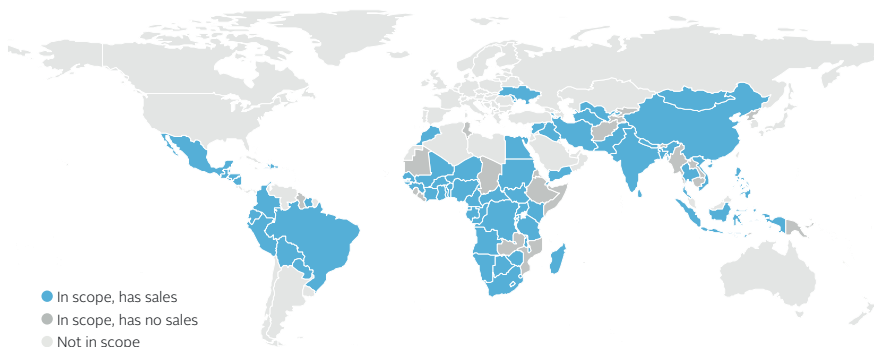 In scope, has sales
In scope, has no sales
Not in scope